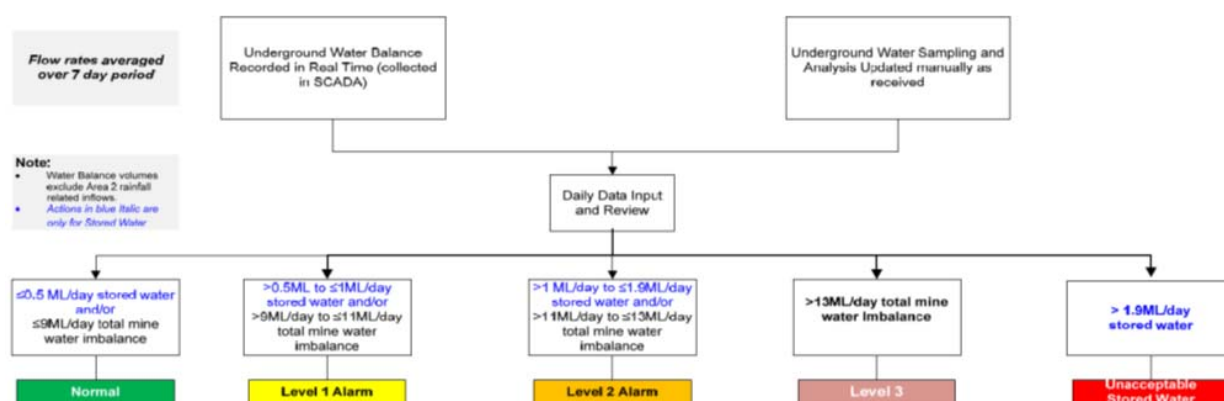 Flow rates averaged
over 7 day period
Underground Water Balance
Recorded in Real Time (collected
in SCADA)
Underground Water Sampling and
Analysis Updated manually as
received
Note:
• Water Balance volumes
exclude Area 2 rainfall
related inflows.
• Actions in blue italic are
only for Stored Water
Daily Data Input
and Review
≤0.5 ML/day stored water
and/or
≤9ML/day total mine
water imbalance
>0.5ML to ≤1ML/day
stored water and/or
>9ML/day to ≤11ML/day
total mine water
imbalance
>1 ML/day to ≤1.9ML/day
stored water and/or
>11ML/day to ≤13ML/day
total mine water
imbalance
>13ML/day total mine
water Imbalance
> 1.9ML/day
stored water
Normal
Level 1 Alarm
Level 2 Alarm
Level 3
Unacceptable
Stored Water